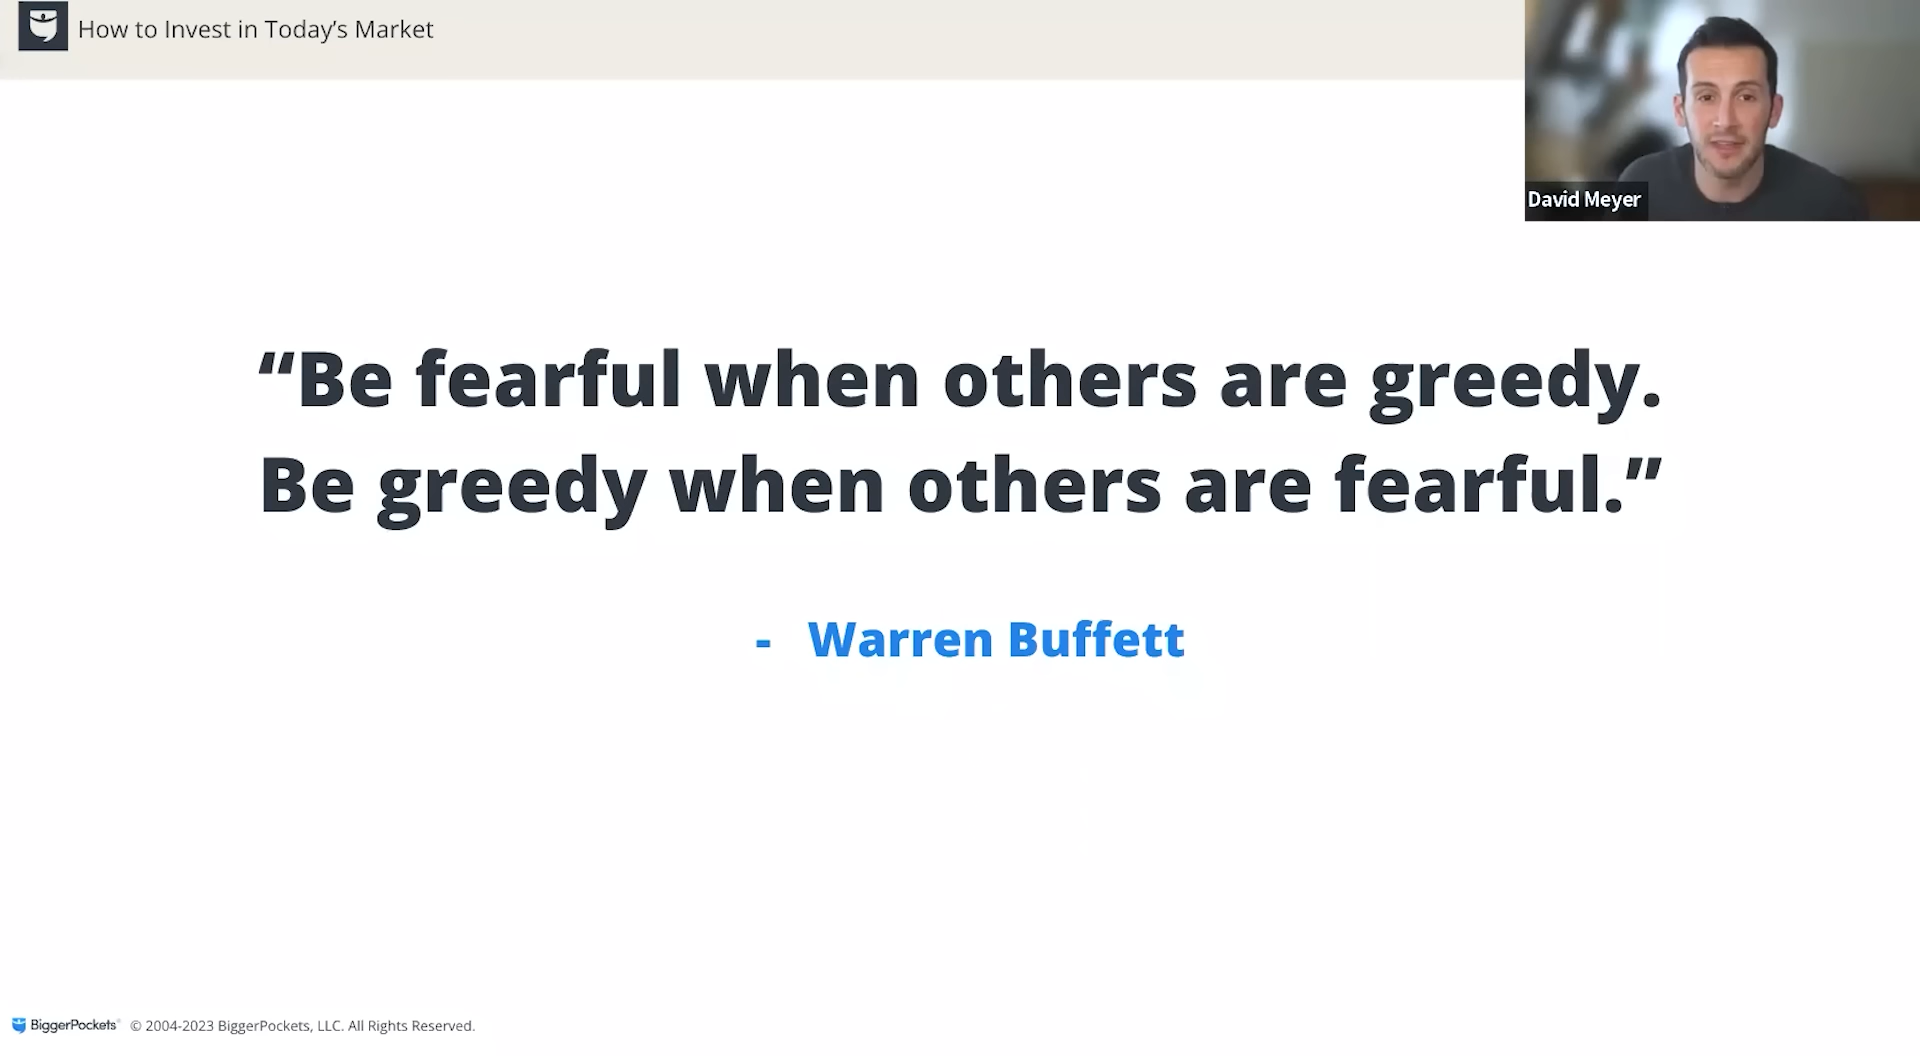 How to Invest in Today’s Market
David Meyer
“Be fearful when others are greedy.
Be greedy when others are fearful.”
- Warren Buffett
BiggerPockets® © 2004-2023 BiggerPockets, LLC. All Rights Reserved.